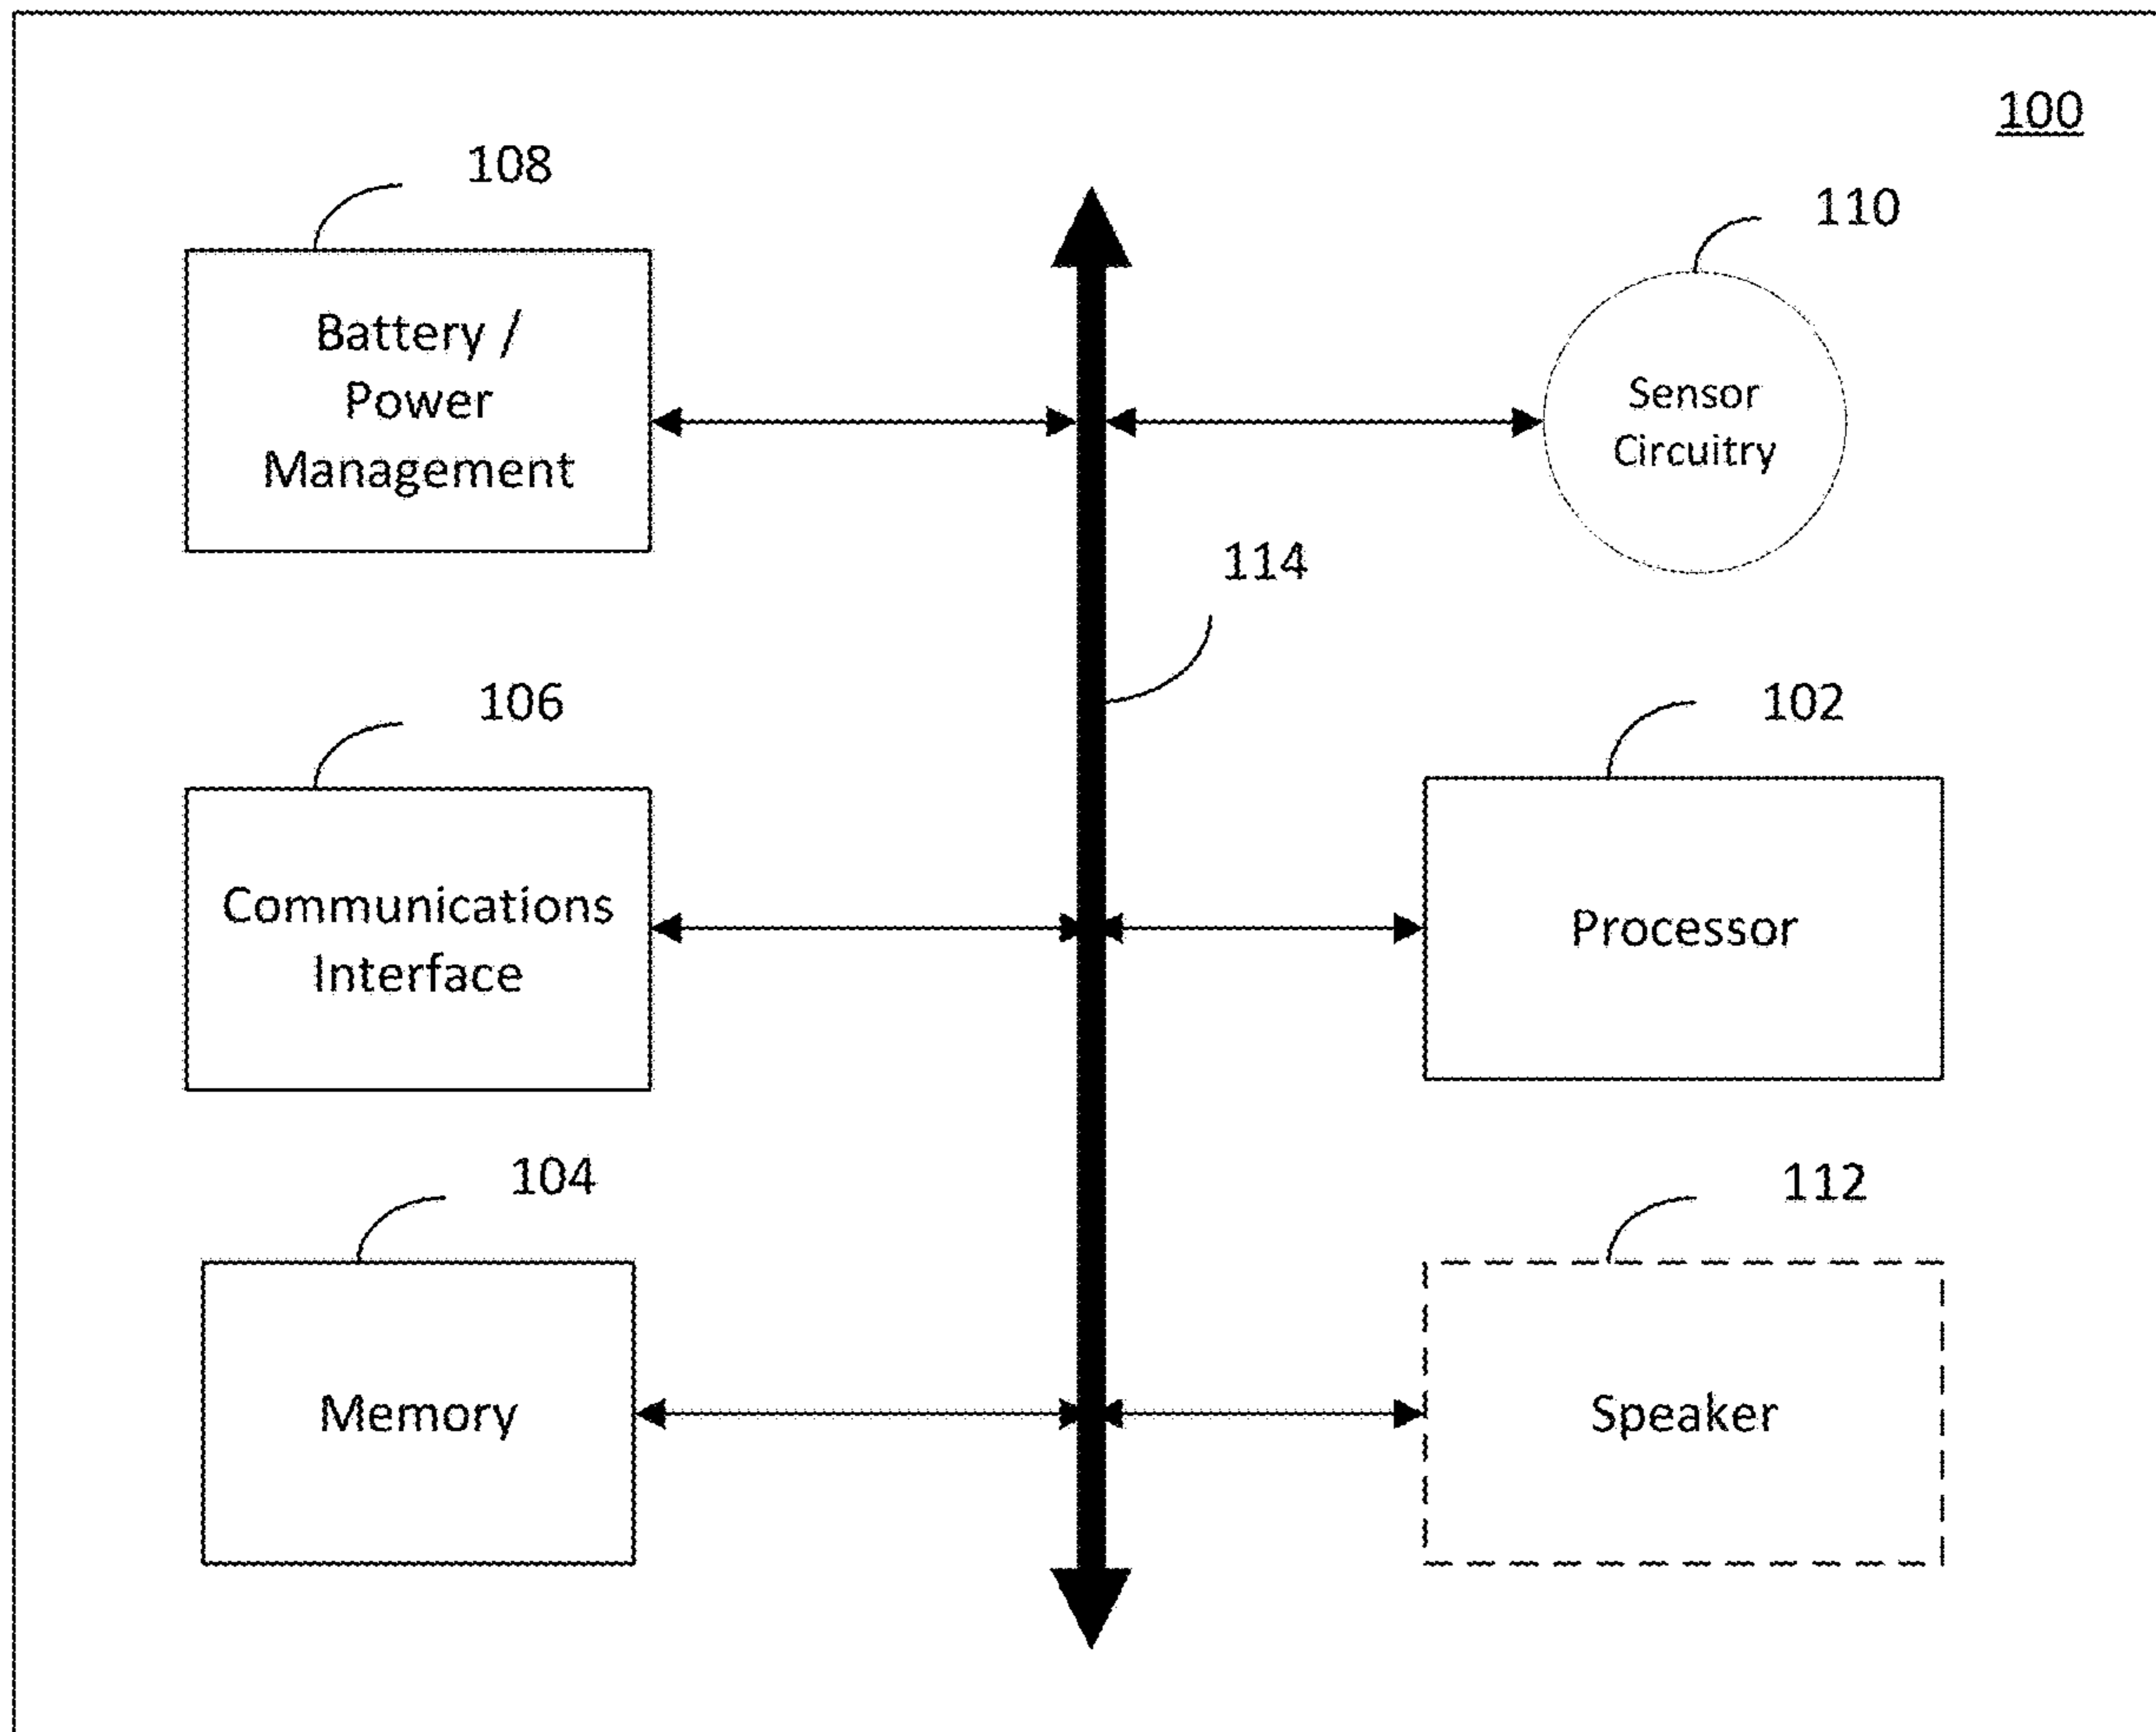 100
108
Battery /
Power
Management
110
Sensor
Circuitry
114
106
Communications
Interface
102
Processor
104
Memory
112
Speaker